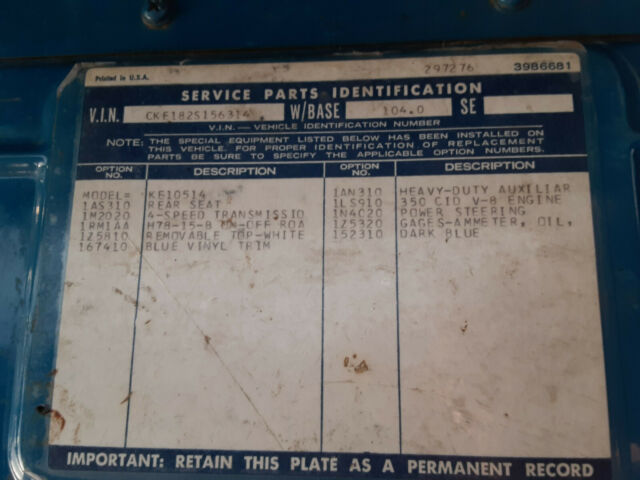 Printed in U.S.A. 297276 3986681
SERVICE PARTS IDENTIFICATION
V.I.N. CKE182S156314 W/BASE 104.0 SE
V.I.N. — VEHICLE IDENTIFICATION NUMBER
NOTE: THE SPECIAL EQUIPMENT LISTED BELOW HAS BEEN INSTALLED ON
THIS VEHICLE. FOR PROPER IDENTIFICATION OF REPLACEMENT
PARTS BE SURE TO SPECIFY THE APPLICABLE OPTION NUMBERS.
OPTION NO. DESCRIPTION OPTION NO. DESCRIPTION
MODEL= KE10514 1AN310 HEAVY-DUTY AUXILIAR
1AS310 REAR SEAT 1LS910 350 CID V-8 ENGINE
1M2020 4-SPEED TRANSMISSIO 1N4020 POWER STEERING
1RM1AA H78-15-B ON-OFF ROA 1Z5320 GAGES-AMMETER, OIL,
1Z5810 REMOVABLE TOP-WHITE 152310 DARK BLUE
167410 BLUE VINYL TRIM
IMPORTANT: RETAIN THIS PLATE AS A PERMANENT RECORD